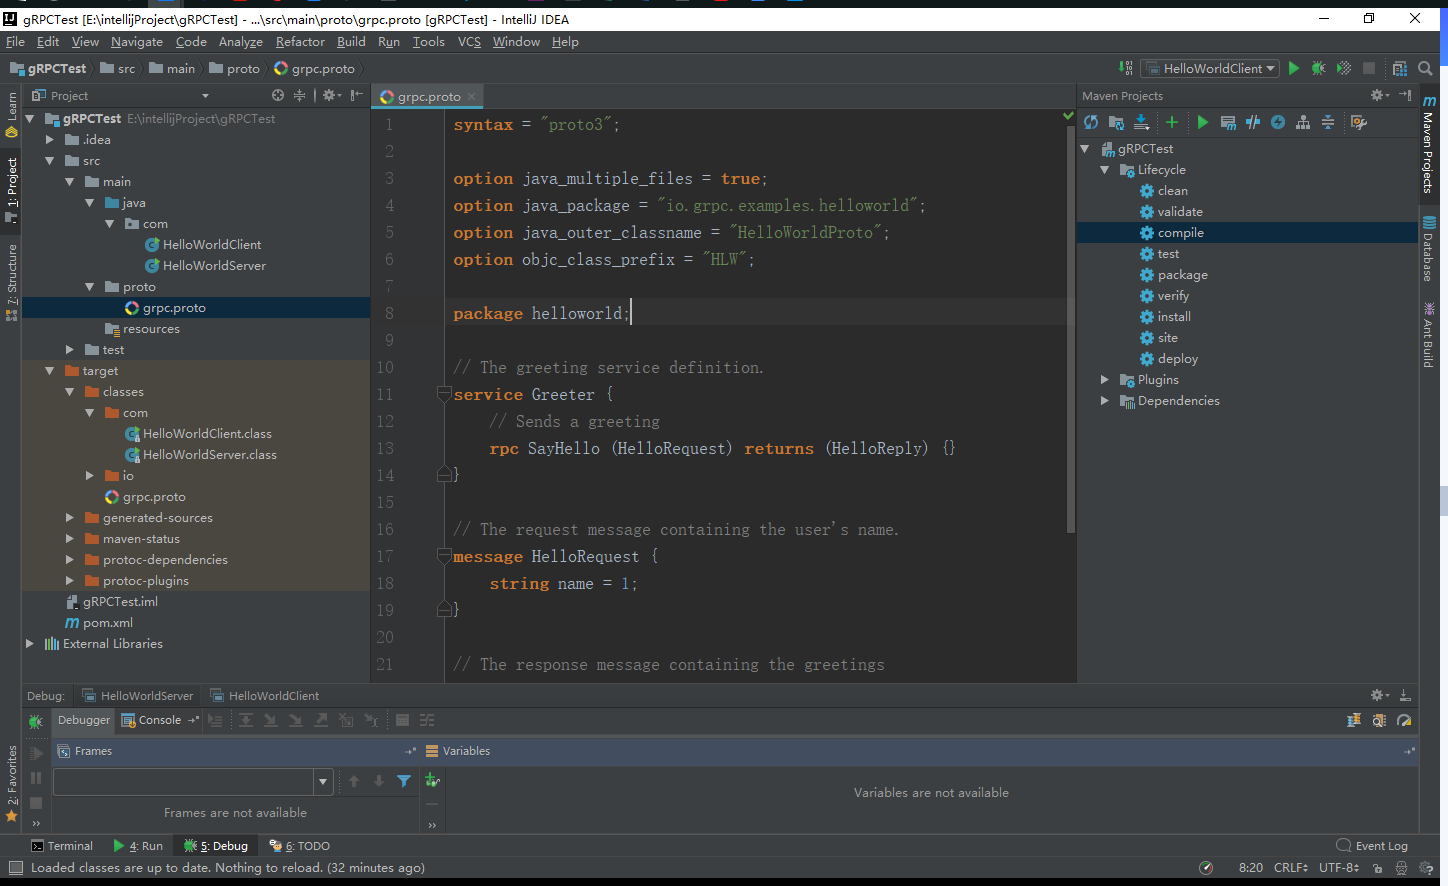 gRPCTest [E:\intellijProject\gRPCTest] - ...\src\main\proto\grpc.proto [gRPCTest] - IntelliJ IDEA
File Edit View Navigate Code Analyze Refactor Build Run Tools VCS Window Help
gRPCTest src main proto grpc.proto HelloWorldClient
Learn
1: Project
7: Structure
2: Favorites
Project
gRPCTest E:\intellijProject\gRPCTest
.idea
src
main
java
com
HelloWorldClient
HelloWorldServer
proto
grpc.proto
resources
test
target
classes
com
HelloWorldClient.class
HelloWorldServer.class
io
grpc.proto
generated-sources
maven-status
protoc-dependencies
protoc-plugins
gRPCTest.iml
pom.xml
External Libraries
grpc.proto
1 syntax = "proto3";
2
3 option java_multiple_files = true;
4 option java_package = "io.grpc.examples.helloworld";
5 option java_outer_classname = "HelloWorldProto";
6 option objc_class_prefix = "HLW";
7
8 package helloworld;
9
10 // The greeting service definition.
11 service Greeter {
12 // Sends a greeting
13 rpc SayHello (HelloRequest) returns (HelloReply) {}
14 }
15
16 // The request message containing the user's name.
17 message HelloRequest {
18 string name = 1;
19 }
20
21 // The response message containing the greetings
Maven Projects
gRPCTest
Lifecycle
clean
validate
compile
test
package
verify
install
site
deploy
Plugins
Dependencies
Maven Projects
Database
Ant Build
Debug: HelloWorldServer HelloWorldClient
Debugger Console
Frames Variables
Frames are not available
Variables are not available
Terminal 4: Run 5: Debug 6: TODO Event Log
Loaded classes are up to date. Nothing to reload. (32 minutes ago) 8:20 CRLF UTF-8